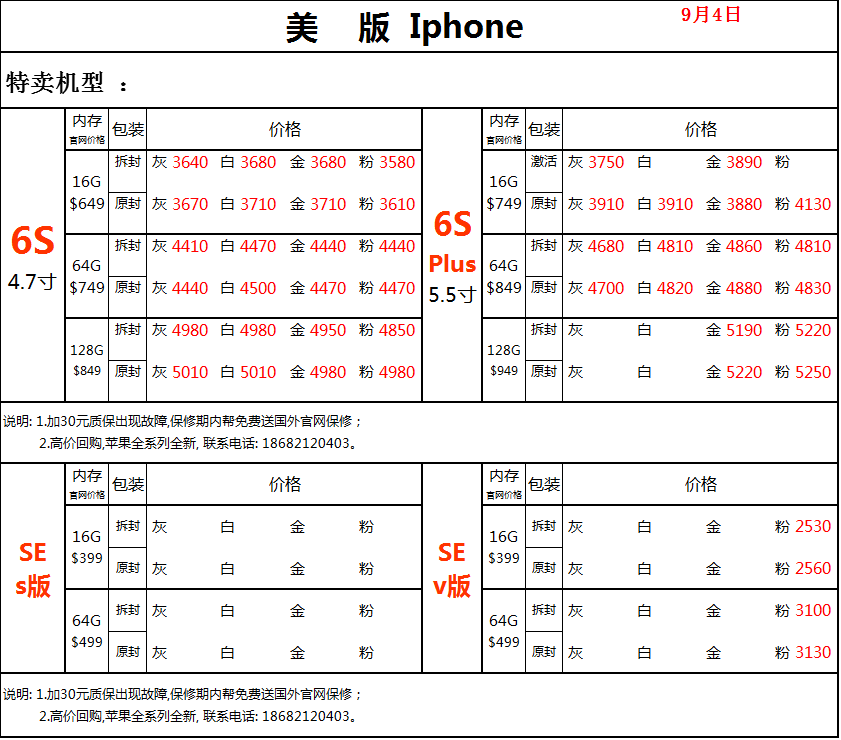 美 版 Iphone 9月4日
特卖机型 ：
内存 官网价格 包装 价格 内存 官网价格 包装 价格
6S 4.7寸 16G $649 拆封 灰 3640 白 3680 金 3680 粉 3580
原封 灰 3670 白 3710 金 3710 粉 3610
64G $749 拆封 灰 4410 白 4470 金 4440 粉 4440
原封 灰 4440 白 4500 金 4470 粉 4470
128G $849 拆封 灰 4980 白 4980 金 4950 粉 4850
原封 灰 5010 白 5010 金 4980 粉 4980
6S Plus 5.5寸 16G $749 激活 灰 3750 白 金 3890 粉
原封 灰 3910 白 3910 金 3880 粉 4130
64G $849 拆封 灰 4680 白 4810 金 4860 粉 4810
原封 灰 4700 白 4820 金 4880 粉 4830
128G $949 拆封 灰 白 金 5190 粉 5220
原封 灰 白 金 5220 粉 5250
说明: 1.加30元质保出现故障,保修期内帮免费送国外官网保修；
2.高价回购,苹果全系列全新, 联系电话: 18682120403。
内存 官网价格 包装 价格 内存 官网价格 包装 价格
SE s版 16G $399 拆封 灰 白 金 粉
原封 灰 白 金 粉
64G $499 拆封 灰 白 金 粉
原封 灰 白 金 粉
SE v版 16G $399 拆封 灰 白 金 粉 2530
原封 灰 白 金 粉 2560
64G $499 拆封 灰 白 金 粉 3100
原封 灰 白 金 粉 3130
说明: 1.加30元质保出现故障,保修期内帮免费送国外官网保修；
2.高价回购,苹果全系列全新, 联系电话: 18682120403。